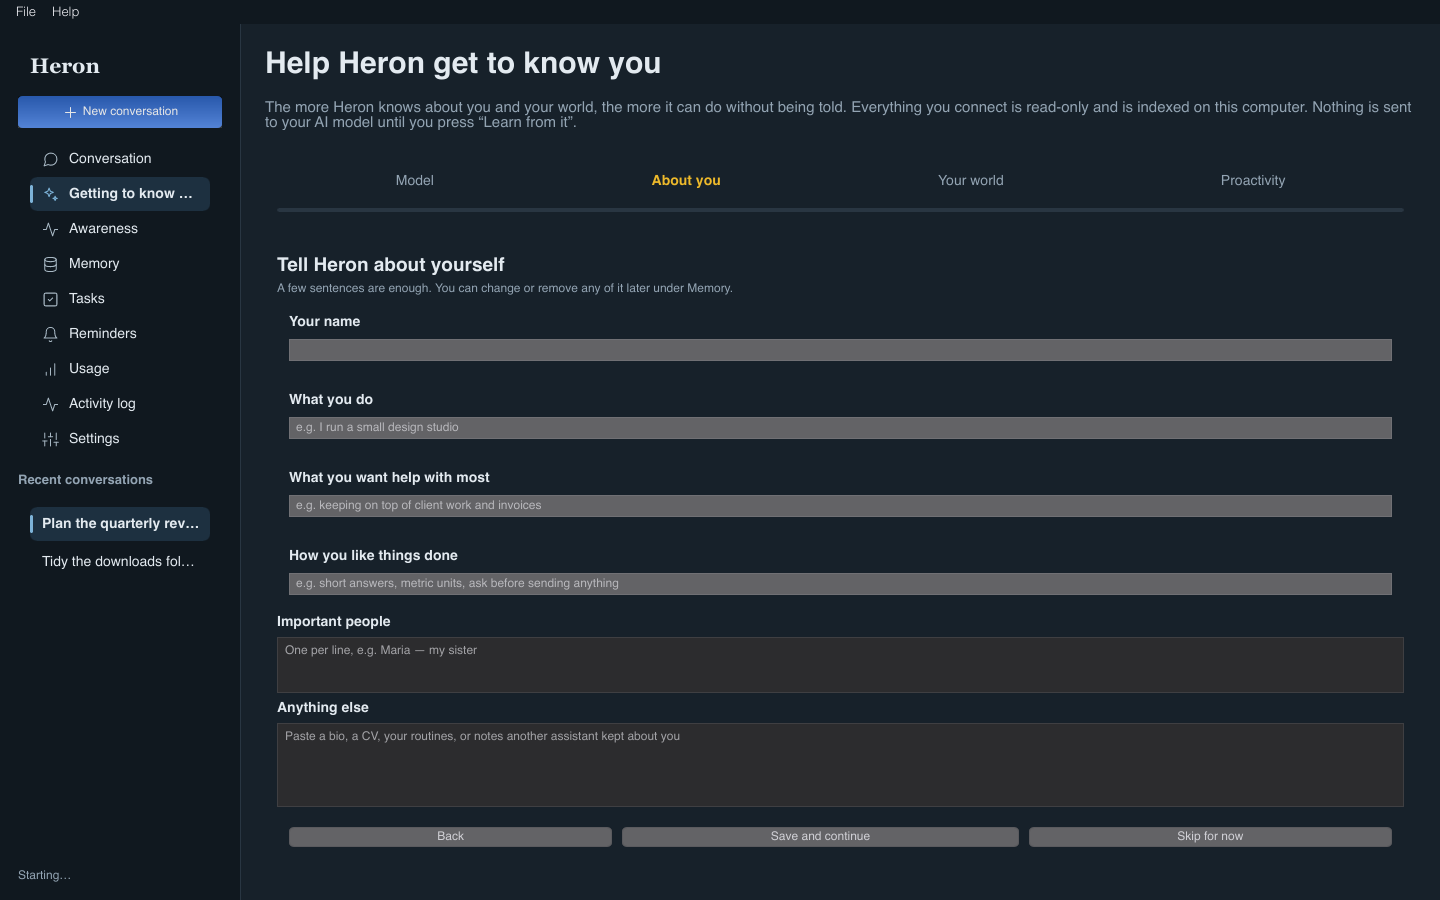 File Help
Heron
New conversation
Conversation
Getting to know ...
Awareness
Memory
Tasks
Reminders
Usage
Activity log
Settings
Recent conversations
Plan the quarterly rev...
Tidy the downloads fol...
Starting...
Help Heron get to know you
The more Heron knows about you and your world, the more it can do without being told. Everything you connect is read-only and is indexed on this computer. Nothing is sent
to your AI model until you press “Learn from it”.
Model About you Your world Proactivity
Tell Heron about yourself
A few sentences are enough. You can change or remove any of it later under Memory.
Your name
What you do
e.g. I run a small design studio
What you want help with most
e.g. keeping on top of client work and invoices
How you like things done
e.g. short answers, metric units, ask before sending anything
Important people
One per line, e.g. Maria — my sister
Anything else
Paste a bio, a CV, your routines, or notes another assistant kept about you
Back Save and continue Skip for now